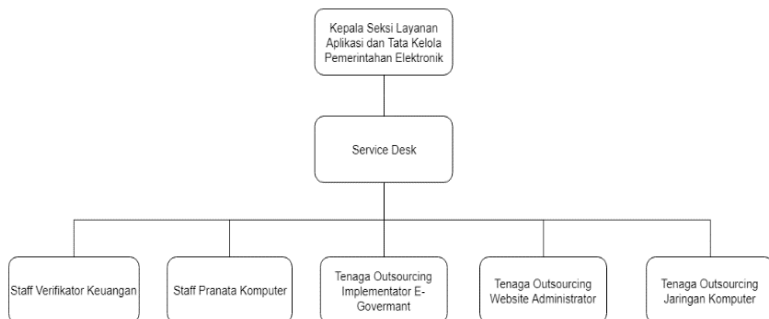 Kepala Seksi Layanan
Aplikasi dan Tata Kelola
Pemerintahan Elektronik
Service Desk
Staff Verifikator Keuangan
Staff Pranata Komputer
Tenaga Outsourcing
Implementator E-
Govermant
Tenaga Outsourcing
Website Administrator
Tenaga Outsourcing
Jaringan Komputer